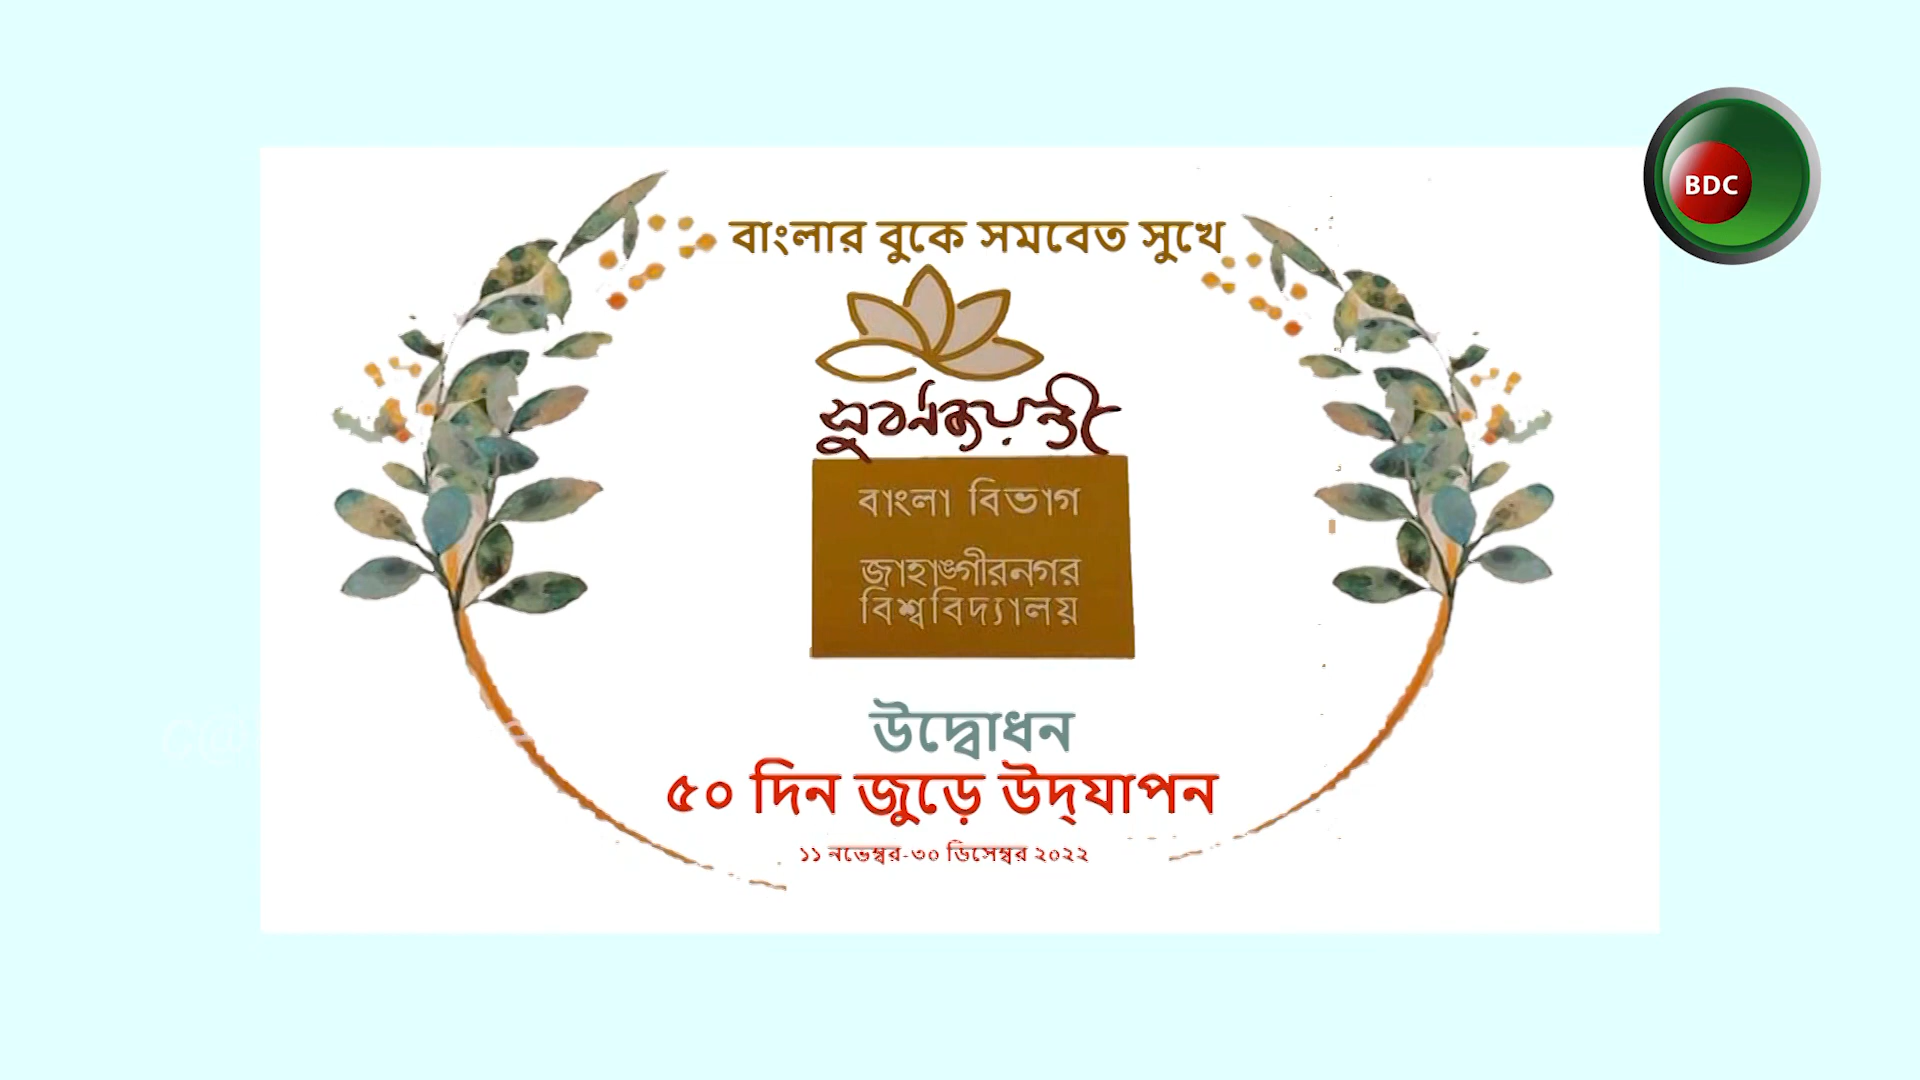 BDC
বাংলার বুকে সমবেত সুখে
সুবর্ণজয়ন্তী
বাংলা বিভাগ
জাহাঙ্গীরনগর
বিশ্ববিদ্যালয়
উদ্বোধন
৫০ দিন জুড়ে উদ্‌যাপন
১১ নভেম্বর-৩০ ডিসেম্বর ২০২২